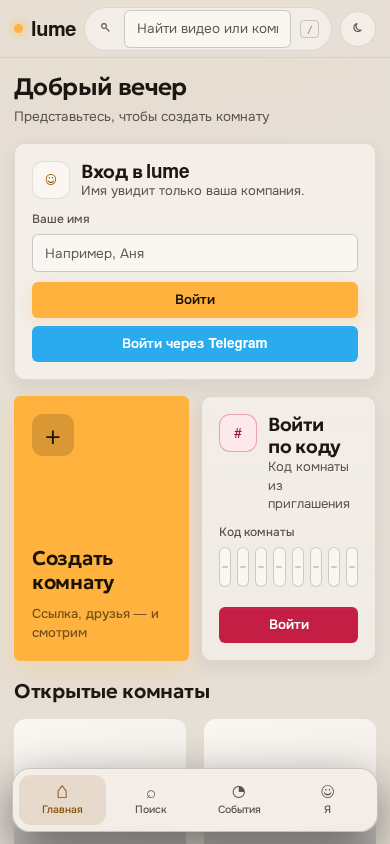 lume
Найти видео или комн
/
Добрый вечер
Представьтесь, чтобы создать комнату
Вход в lume
Имя увидит только ваша компания.
Ваше имя
Например, Аня
Войти
Войти через Telegram
+
Создать
комнату
Ссылка, друзья — и
смотрим
#
Войти
по коду
Код комнаты
из
приглашения
Код комнаты
– – – – – – – –
Войти
Открытые комнаты
Главная
Поиск
События
Я